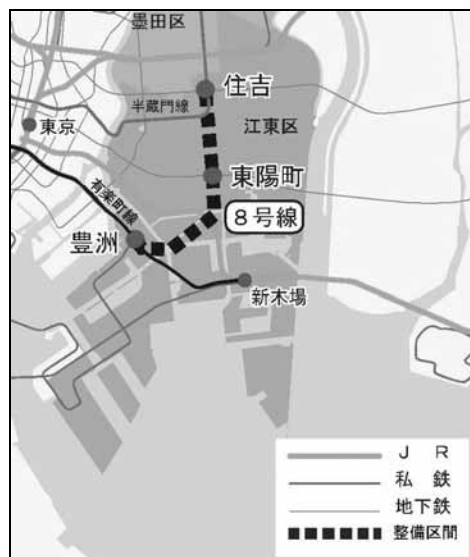 墨田区
住吉
半蔵門線
江東区
東京
東陽町
有楽町線
8号線
豊洲
新木場
JR
私鉄
地下鉄
整備区間